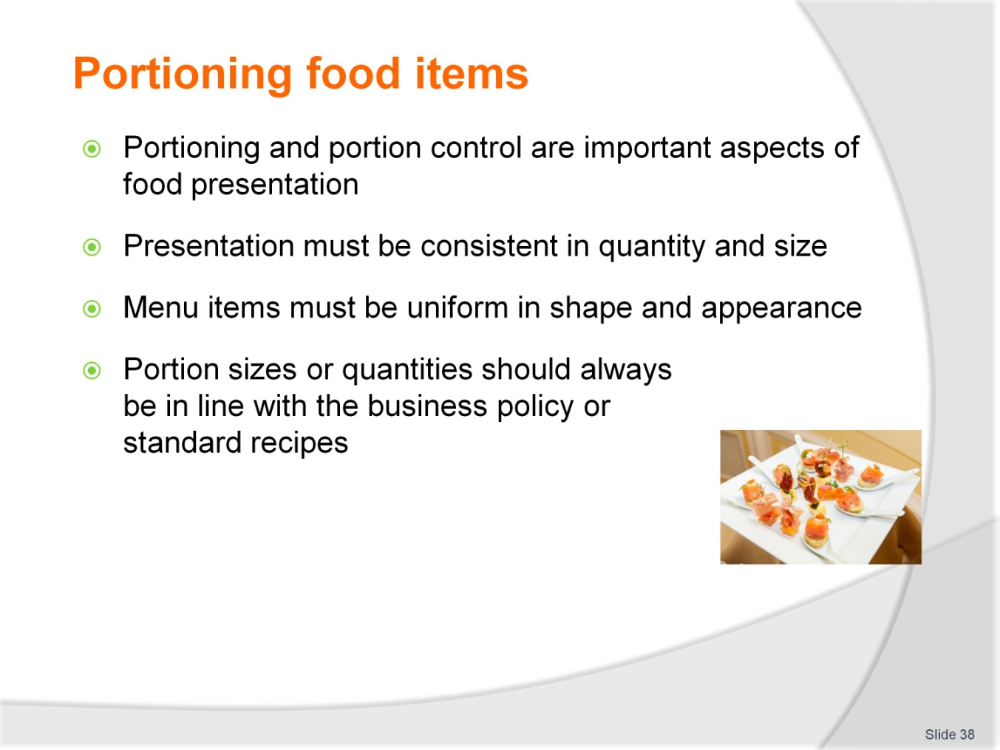 Portioning food items
Portioning and portion control are important aspects of
food presentation
Presentation must be consistent in quantity and size
Menu items must be uniform in shape and appearance
Portion sizes or quantities should always
be in line with the business policy or
standard recipes
Slide 38